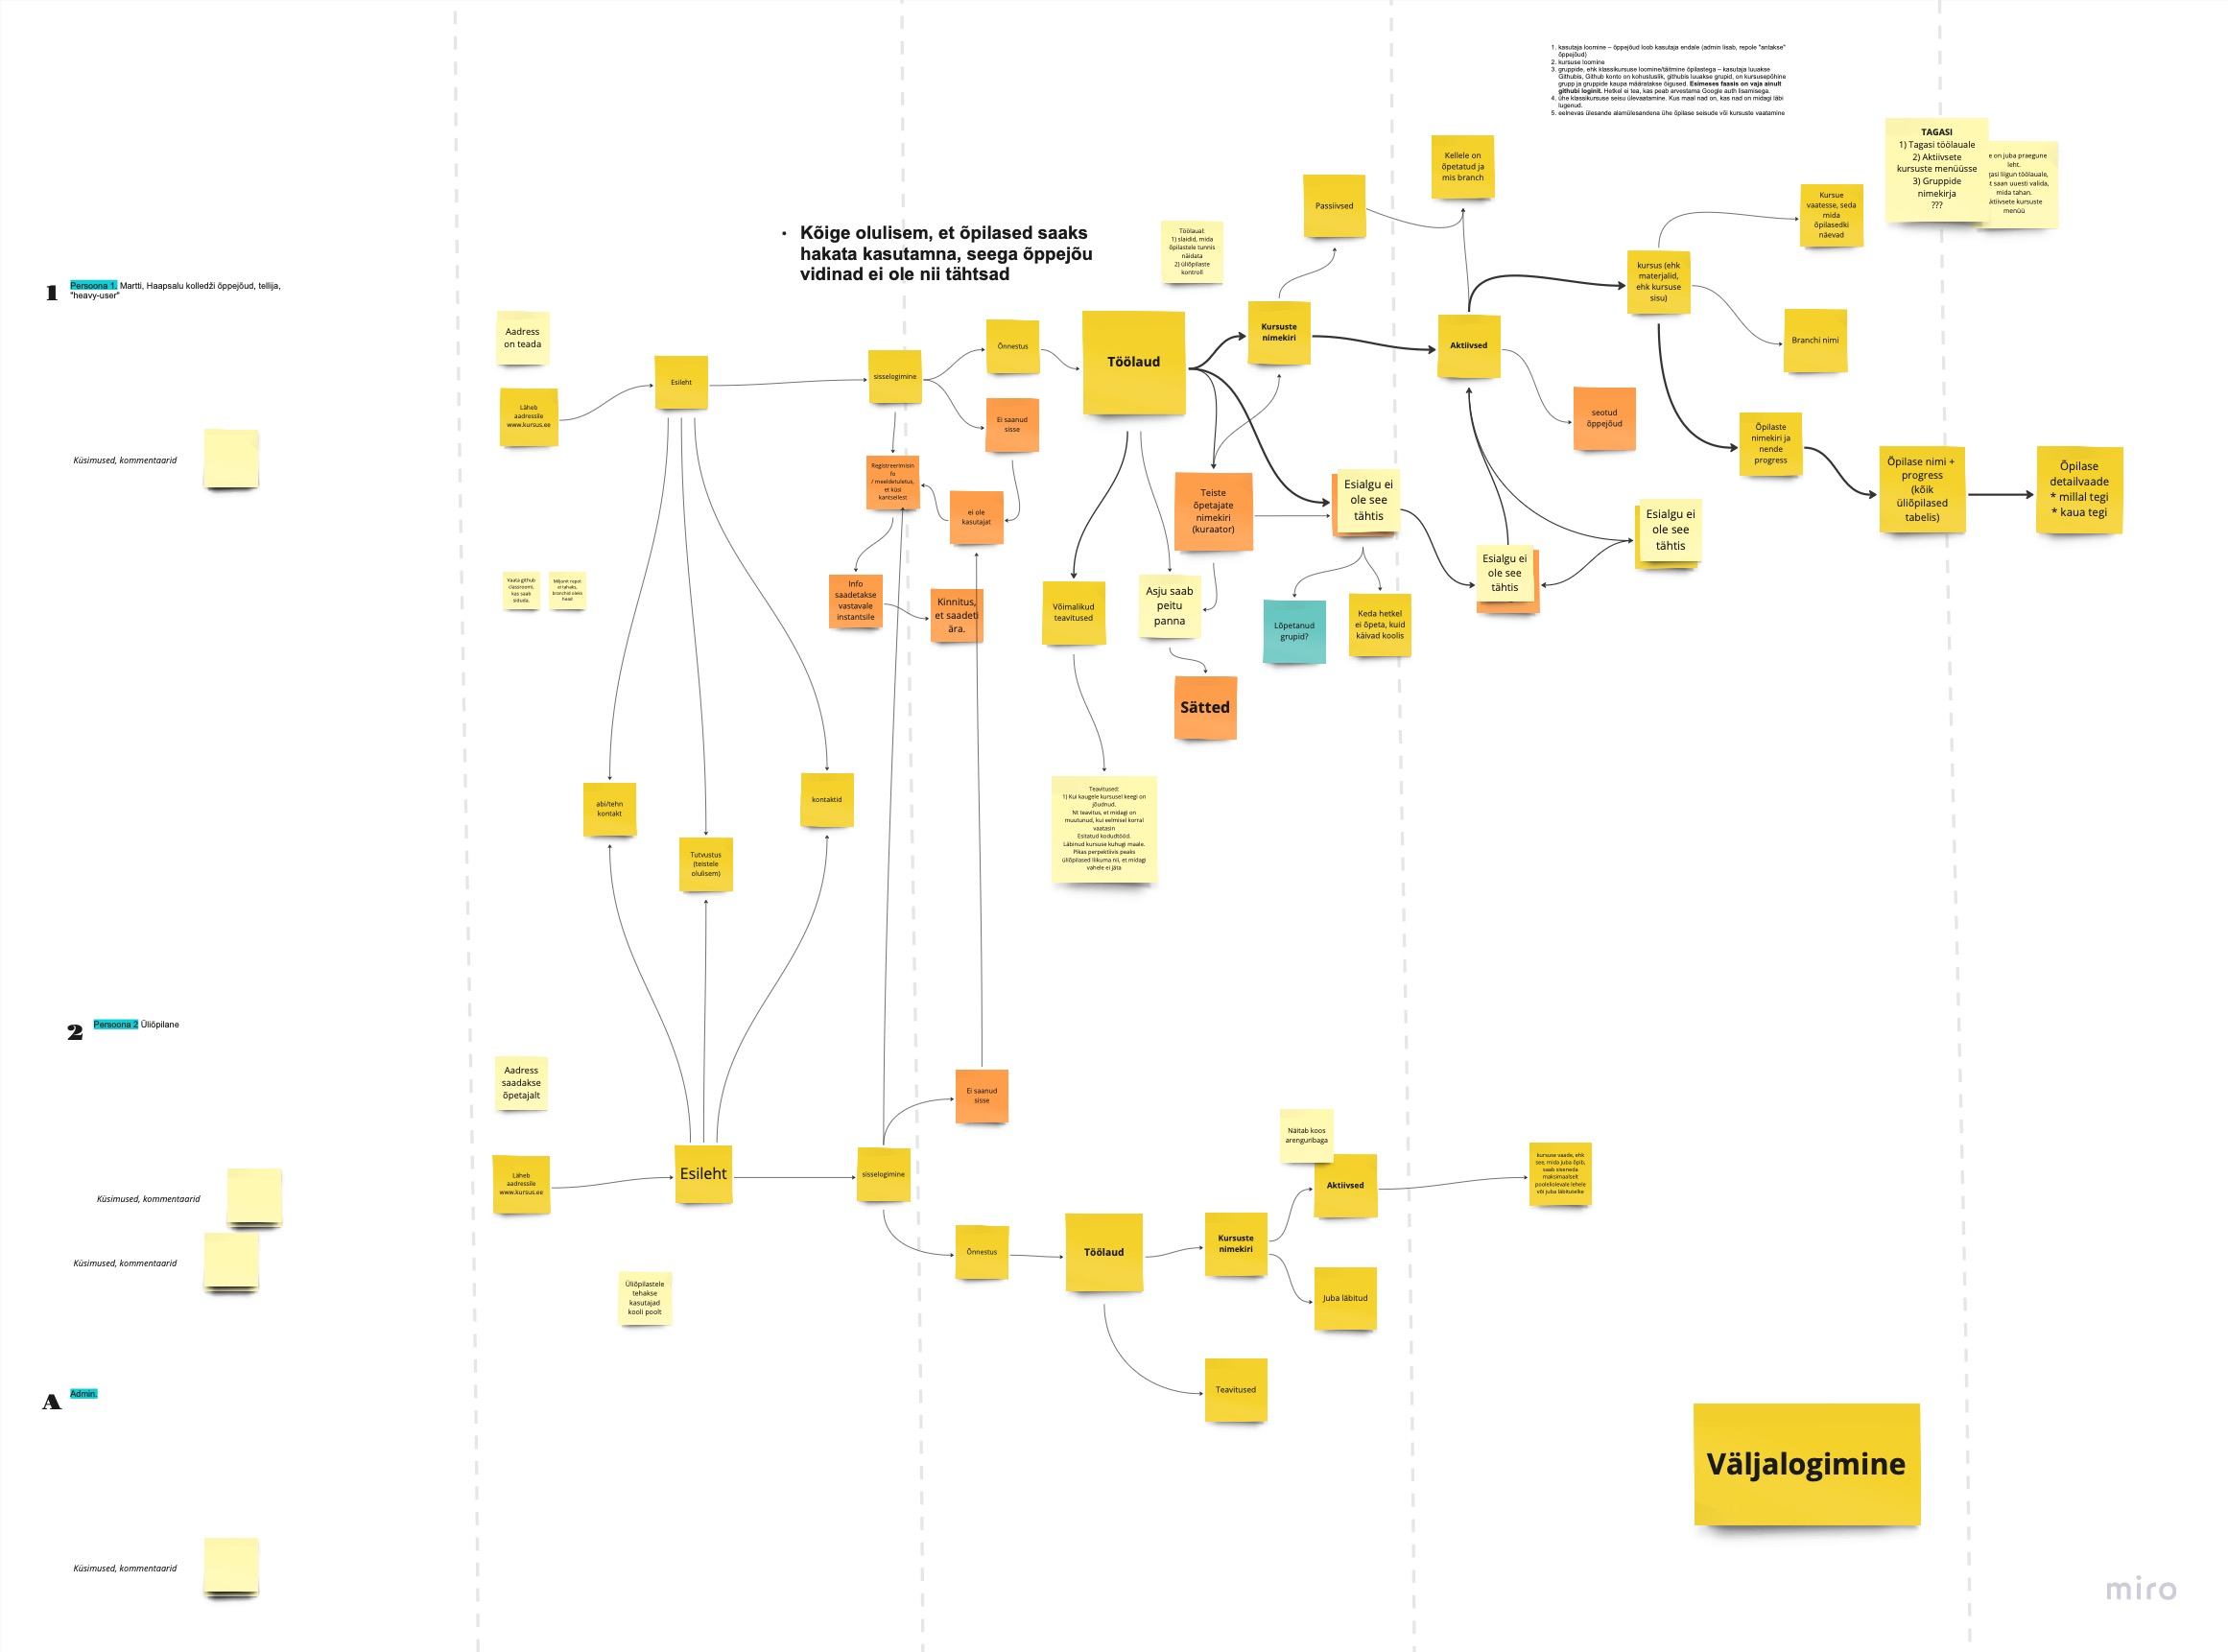 1. kasutaja loomine – õppejõud loob kasutaja endale (admin lisab, repole "antakse"
õppejõud)
2. kursuse loomine
3. gruppide, ehk klassikursuse loomine/täitmine õpilastega – kasutaja luuakse
Githubis, Github konto on kohustuslik, githubis luuakse grupid, on kursusepõhine
grupp ja gruppide kaupa määratakse õigused. Esimeses faasis on vaja ainult
githubi loginit. Hetkel ei tea, kas peab arvestama Google auth lisamisega.
4. ühe klassikursuse seisu ülevaatamine. Kus maal nad on, kas nad on midagi läbi
lugenud.
5. eelnevas ülesande alamülesandena ühe õpilase seisude või kursuste vaatamine
TAGASI
1) Tagasi töölauale
2) Aktiivsete
kursuste menüüsse
3) Gruppide
nimekirja
???
e on juba praegune
leht.
gasi liigun töölauale,
t saan uuesti valida,
mida tahan.
ktiivsete kursuste
menüü
Kellele on
õpetatud ja
mis branch
Passiivsed
Kursue
vaatesse, seda
mida
õpilasedki
näevad
• Kõige olulisem, et õpilased saaks
hakata kasutamna, seega õppejõu
vidinad ei ole nii tähtsad
Töölaual:
1) slaidid, mida
õpilastele tunnis
näidata
2) üliõpilaste
kontroll
kursus (ehk
materjalid,
ehk kursuse
sisu)
1
Persoona 1. Martti, Haapsalu kolledži õppejõud, tellija,
"heavy-user"
Aadress
on teada
Esileht
sisselogimine
Õnnestus
Töölaud
Kursuste
nimekiri
Aktiivsed
Branchi nimi
Läheb
aadressile
www.kursus.ee
Ei saanud
sisse
seotud
õppejõud
Õpilaste
nimekiri ja
nende
progress
Küsimused, kommentaarid
Registreerimisin
fo
/ meeldetuletus,
et küsi
kantseilest
ei ole
kasutajat
Teiste
õpetajate
nimekiri
(kuraator)
Esialgu ei
ole see
tähtis
Esialgu ei
ole see
tähtis
Õpilase nimi +
progress
(kõik
üliõpilased
tabelis)
Õpilase
detailvaade
* millal tegi
* kaua tegi
Esialgu ei
ole see
tähtis
Vaata github
classroomi,
kas saab
siduda.
branchid oleks
head
Info
saadetakse
vastavale
instantsile
Kinnitus,
et saadeti
ära.
Võimalikud
teavitused
Asju saab
peitu
panna
Lõpetanud
grupid?
Keda hetkel
ei õpeta, kuid
käivad koolis
Sätted
abi/tehn
kontakt
kontaktid
Tutvustus
(teistele
olulisem)
Teavitused:
1) Kui kaugele kursusel keegi on
jõudnud.
Nt teavitus, et midagi on
muutunud, kui eelmisel korral
vaatasin
Esitatud kodudtööd.
Läbinud kursuse kuhugi maale.
Pikas perpektiivis peaks
üliõpilased liikuma nii, et midagi
vahele ei jäta
2
Persoona 2 Üliõpilane
Aadress
saadakse
õpetajalt
Ei saanud
sisse
Näitab koos
arenguribaga
Läheb
aadressile
www.kursus.ee
Esileht
sisselogimine
Aktiivsed
kursuse vaade, ehk
see, mida juba õpib,
saab siseneda
maksimaalselt
poolelolevale lehele
või juba läbitutelke
Küsimused, kommentaarid
Küsimused, kommentaarid
Õnnestus
Töölaud
Kursuste
nimekiri
Juba läbitud
Üliõpilastele
tehakse
kasutajad
kooli poolt
Teavitused
A
Admin.
Väljalogimine
Küsimused, kommentaarid
miro